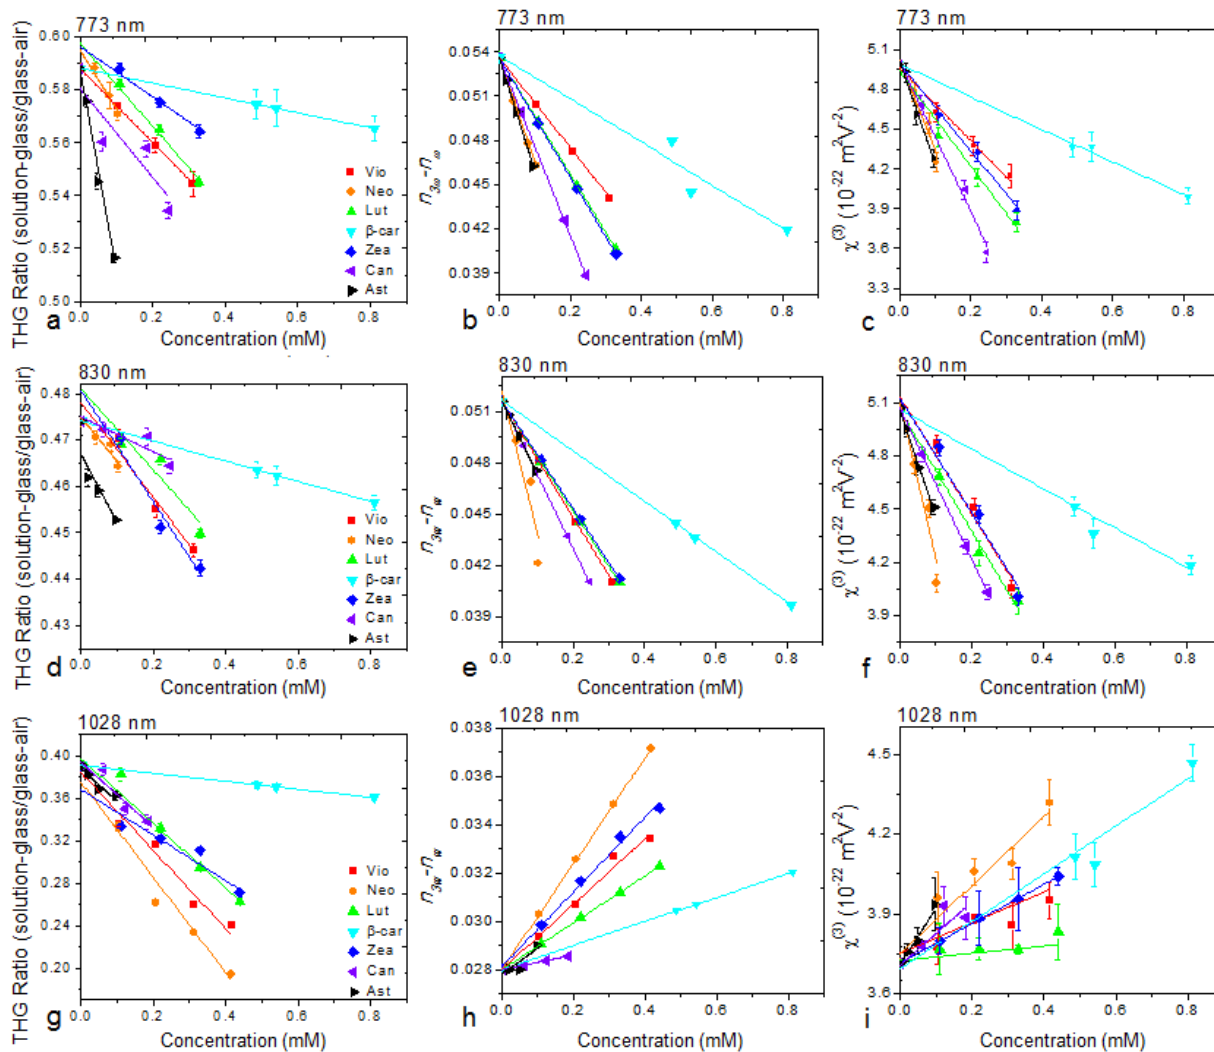 773 nm
THG Ratio (solution-glass/glass-air)
0.60
0.58
0.56
0.54
0.52
0.50
0.0 0.2 0.4 0.6 0.8
Vio
Neo
Lut
β-car
Zea
Can
Ast
a
Concentration (mM)
773 nm
n3ω-nω
0.054
0.051
0.048
0.045
0.042
0.039
0.0 0.2 0.4 0.6 0.8
b
Concentration (mM)
773 nm
χ(3) (10-22 m2V-2)
5.1
4.8
4.5
4.2
3.9
3.6
3.3
0.0 0.2 0.4 0.6 0.8
c
Concentration (mM)
830 nm
THG Ratio (solution-glass/glass-air)
0.48
0.47
0.46
0.45
0.44
0.43
0.0 0.2 0.4 0.6 0.8
Vio
Neo
Lut
β-car
Zea
Can
Ast
d
Concentration (mM)
830 nm
n3w-nw
0.051
0.048
0.045
0.042
0.039
0.0 0.2 0.4 0.6 0.8
e
Concentration (mM)
830 nm
χ(3) (10-22 m2V-2)
5.1
4.8
4.5
4.2
3.9
3.6
0.0 0.2 0.4 0.6 0.8
f
Concentration (mM)
1028 nm
THG Ratio (solution-glass/glass-air)
0.40
0.36
0.32
0.28
0.24
0.20
0.0 0.2 0.4 0.6 0.8
Vio
Neo
Lut
β-car
Zea
Can
Ast
g
Concentration (mM)
1028 nm
n3w-nw
0.038
0.036
0.034
0.032
0.030
0.028
0.0 0.2 0.4 0.6 0.8
h
Concentration (mM)
1028 nm
χ(3) (10-22 m2V-2)
4.5
4.2
3.9
3.6
0.0 0.2 0.4 0.6 0.8
i
Concentration (mM)